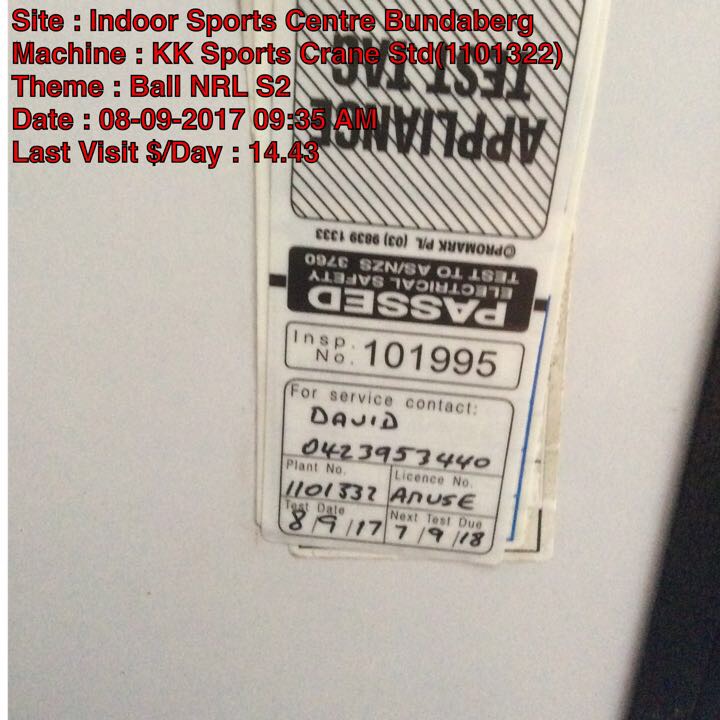 Site : Indoor Sports Centre Bundaberg
Machine : KK Sports Crane Std(1101322)
Theme : Ball NRL S2
Date : 08-09-2017 09:35 AM
Last Visit $/Day : 14.43
APPLIANCE
TEST TAG
©PROMARK P/L (03) 9839 1333
PASSED
ELECTRICAL SAFETY
TEST TO AS/NZS 3760
Insp. No. 101995
For service contact:
DAVID
0423953440
Plant No. Licence No.
1101332 AMUSE
Test Date Next Test Due
8/9/17 7/9/18